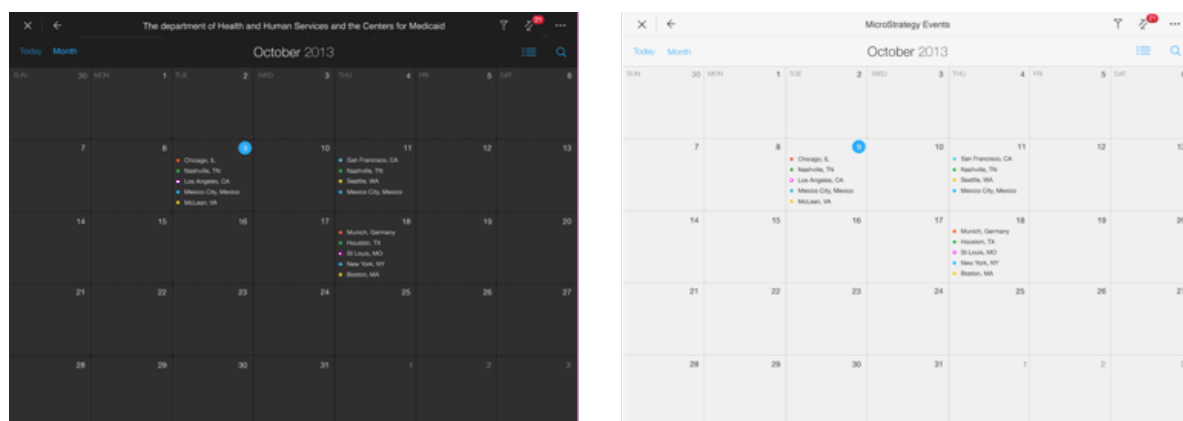 The department of Health and Human Services and the Centers for Medicaid
21
Today Month October 2013
SUN 30 MON 1 TUE 2 WED 3 THU 4 FRI 5 SAT 6
7 8 9 10 11 12 13
Chicago, IL San Francisco, CA
Nashville, TN Nashville, TN
Los Angeles, CA Seattle, WA
Mexico City, Mexico Mexico City, Mexico
McLean, VA
14 15 16 17 18 19 20
Munich, Germany
Houston, TX
St Louis, MO
New York, NY
Boston, MA
21 22 23 24 25 26 27
28 29 30 31 1 2 3
MicroStrategy Events
21
Today Month October 2013
SUN 30 MON 1 TUE 2 WED 3 THU 4 FRI 5 SAT 6
7 8 9 10 11 12 13
Chicago, IL San Francisco, CA
Nashville, TN Nashville, TN
Los Angeles, CA Seattle, WA
Mexico City, Mexico Mexico City, Mexico
McLean, VA
14 15 16 17 18 19 20
Munich, Germany
Houston, TX
St Louis, MO
New York, NY
Boston, MA
21 22 23 24 25 26 27
28 29 30 31 1 2 3